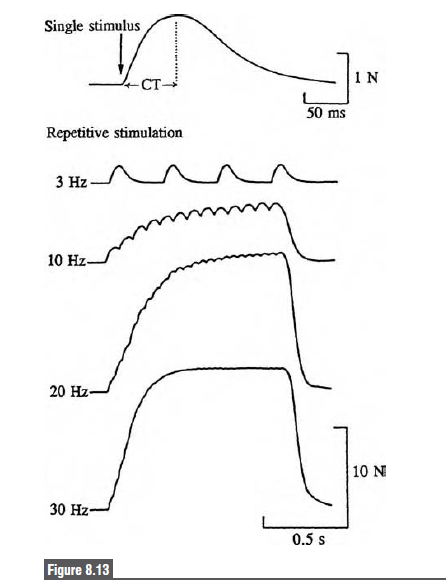 Single stimulus
CT
1 N
50 ms
Repetitive stimulation
3 Hz
10 Hz
20 Hz
10 N
30 Hz
0.5 s
Figure 8.13